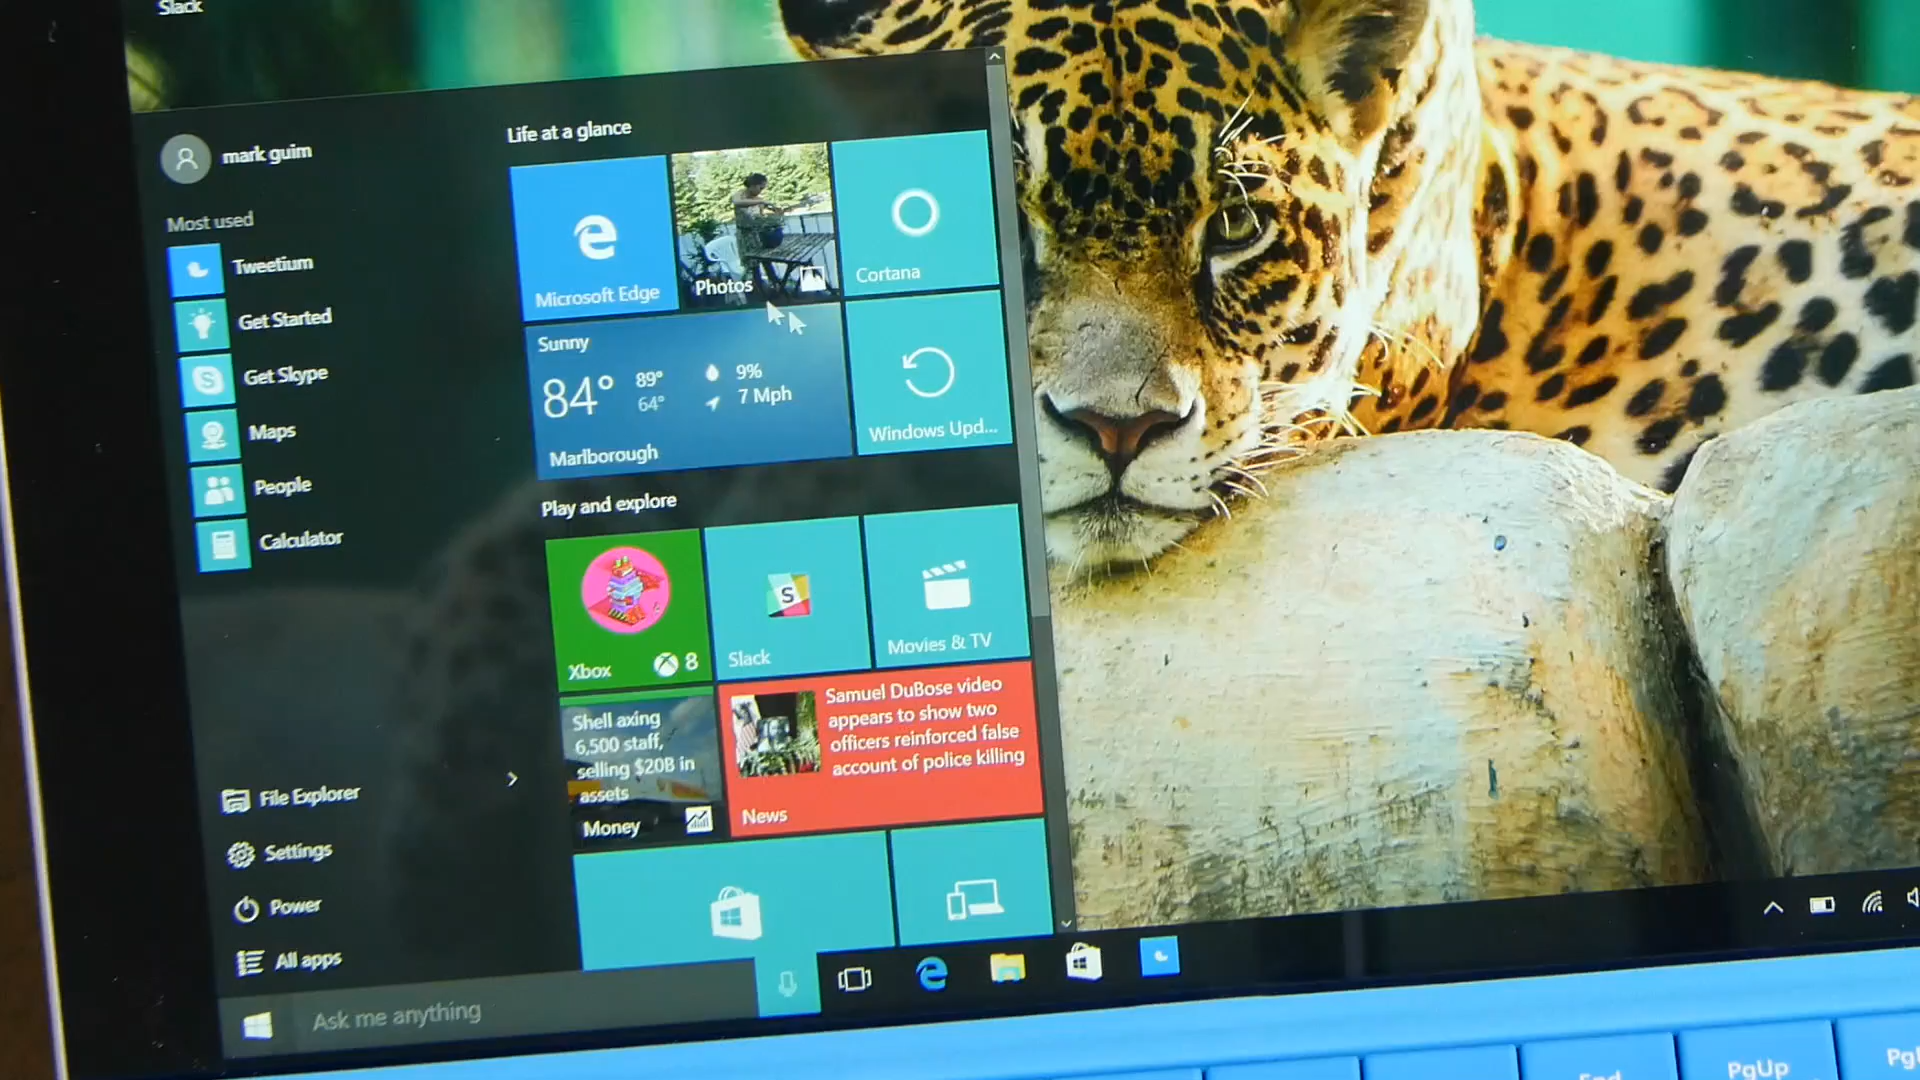 Slack
mark guim
Most used
Tweetium
Get Started
Get Skype
Maps
People
Calculator
File Explorer
Settings
Power
All apps
Ask me anything
Life at a glance
Microsoft Edge
Photos
Cortana
Sunny
84°
89°
64°
9%
7 Mph
Marlborough
Windows Upd...
Play and explore
Xbox
8
S
Slack
Movies & TV
Shell axing
6,500 staff,
selling $20B in
assets
Money
Samuel DuBose video
appears to show two
officers reinforced false
account of police killing
News
End
PgUp